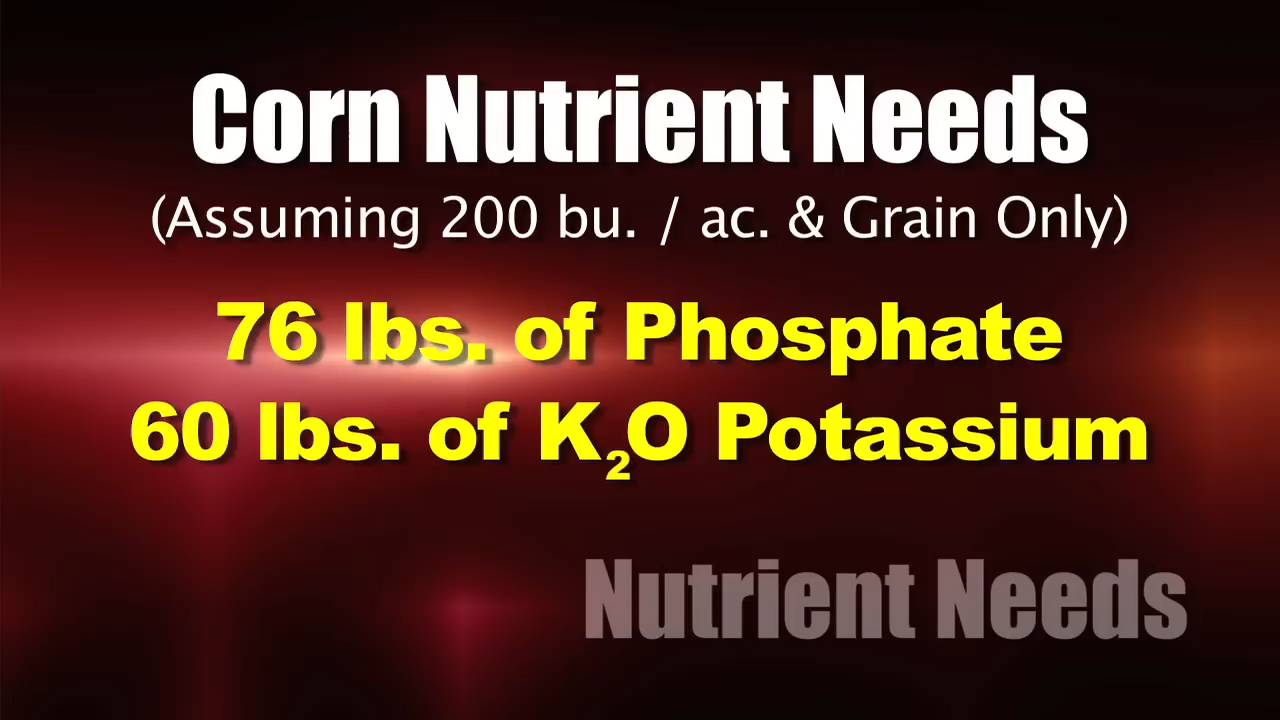 Corn Nutrient Needs
(Assuming 200 bu. / ac. & Grain Only)
76 lbs. of Phosphate
60 lbs. of K₂O Potassium
Nutrient Needs